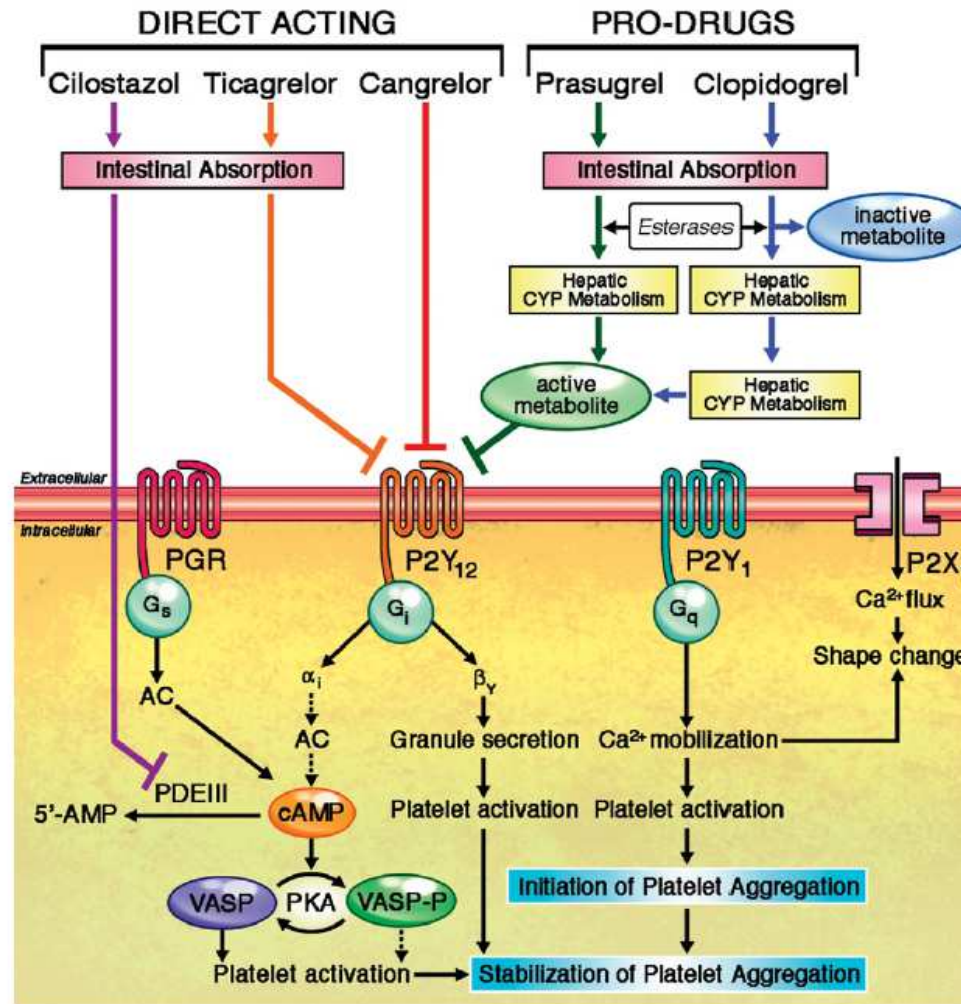 DIRECT ACTING
PRO-DRUGS
Cilostazol
Ticagrelor
Cangrelor
Prasugrel
Clopidogrel
Intestinal Absorption
Intestinal Absorption
Esterases
inactive
metabolite
Hepatic
CYP Metabolism
Hepatic
CYP Metabolism
active
metabolite
Hepatic
CYP Metabolism
Extracellular
Intracellular
PGR
P2Y₁₂
P2Y₁
P2X
Gₛ
Gᵢ
G_q
Ca²⁺ flux
Shape change
αᵢ
βᵧ
AC
AC
Granule secretion
Ca²⁺ mobilization
PDEIII
5'-AMP
cAMP
Platelet activation
Platelet activation
VASP
PKA
VASP-P
Initiation of Platelet Aggregation
Platelet activation
Stabilization of Platelet Aggregation